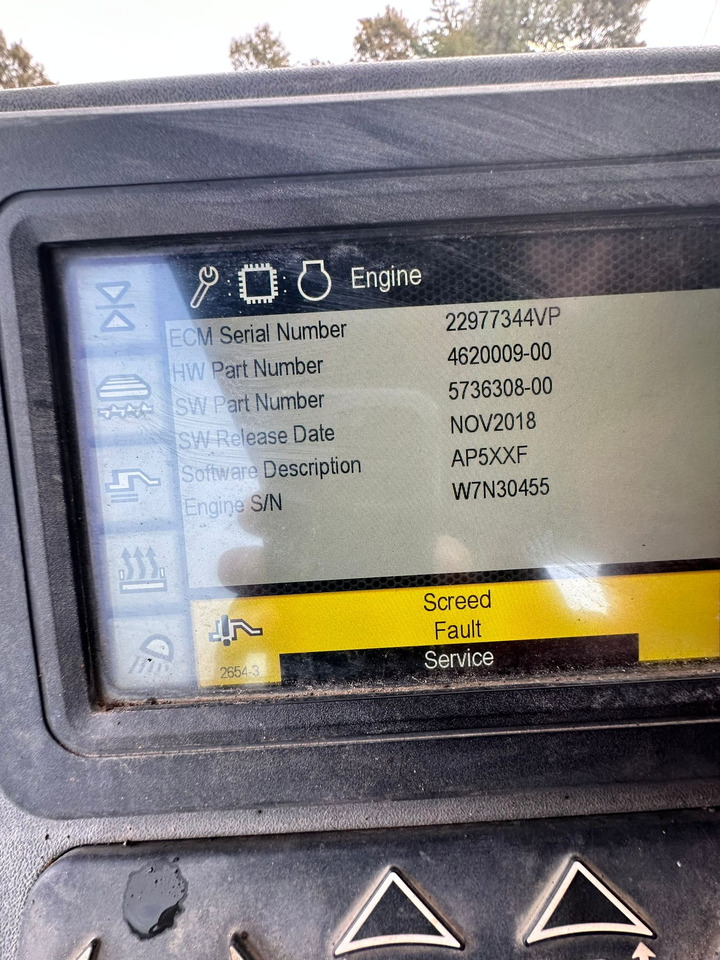 Engine
ECM Serial Number 22977344VP
HW Part Number 4620009-00
SW Part Number 5736308-00
SW Release Date NOV2018
Software Description AP5XXF
Engine S/N W7N30455
Screed
Fault
2654-3 Service